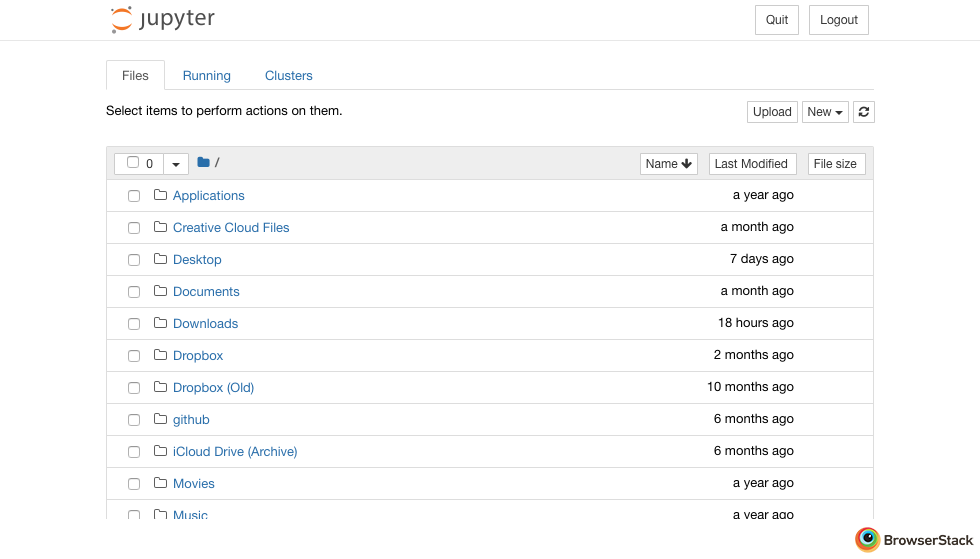 jupyter
Quit
Logout
Files
Running
Clusters
Select items to perform actions on them.
Upload
New
0
/
Name
Last Modified
File size
Applications
a year ago
Creative Cloud Files
a month ago
Desktop
7 days ago
Documents
a month ago
Downloads
18 hours ago
Dropbox
2 months ago
Dropbox (Old)
10 months ago
github
6 months ago
iCloud Drive (Archive)
6 months ago
Movies
a year ago
Music
a year ago
BrowserStack